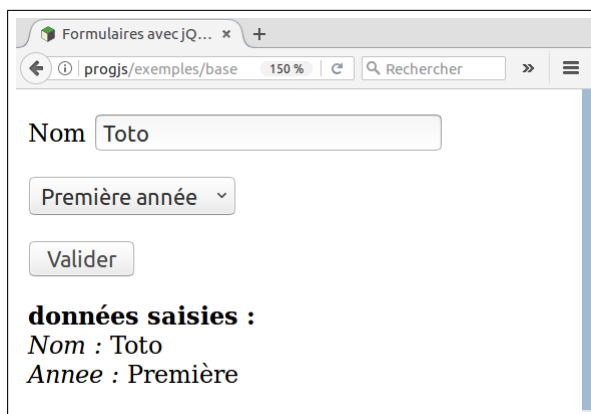 Formulaires avec jQ... × +
progjs/exemples/base 150 % Rechercher »
Nom Toto
Première année
Valider
données saisies :
Nom : Toto
Annee : Première